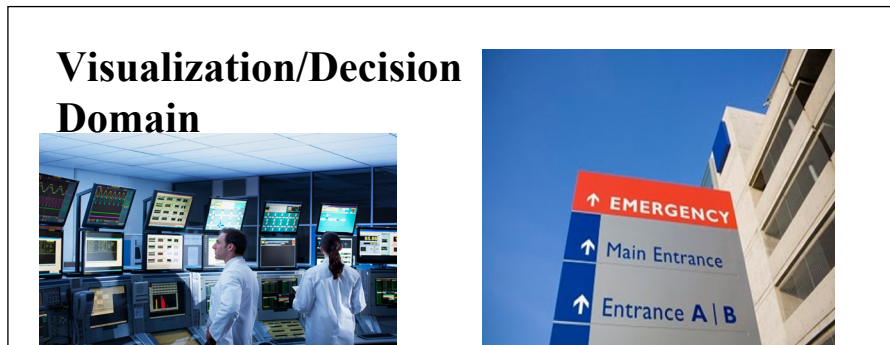 Visualization/Decision
Domain
EMERGENCY
Main Entrance
Entrance A|B